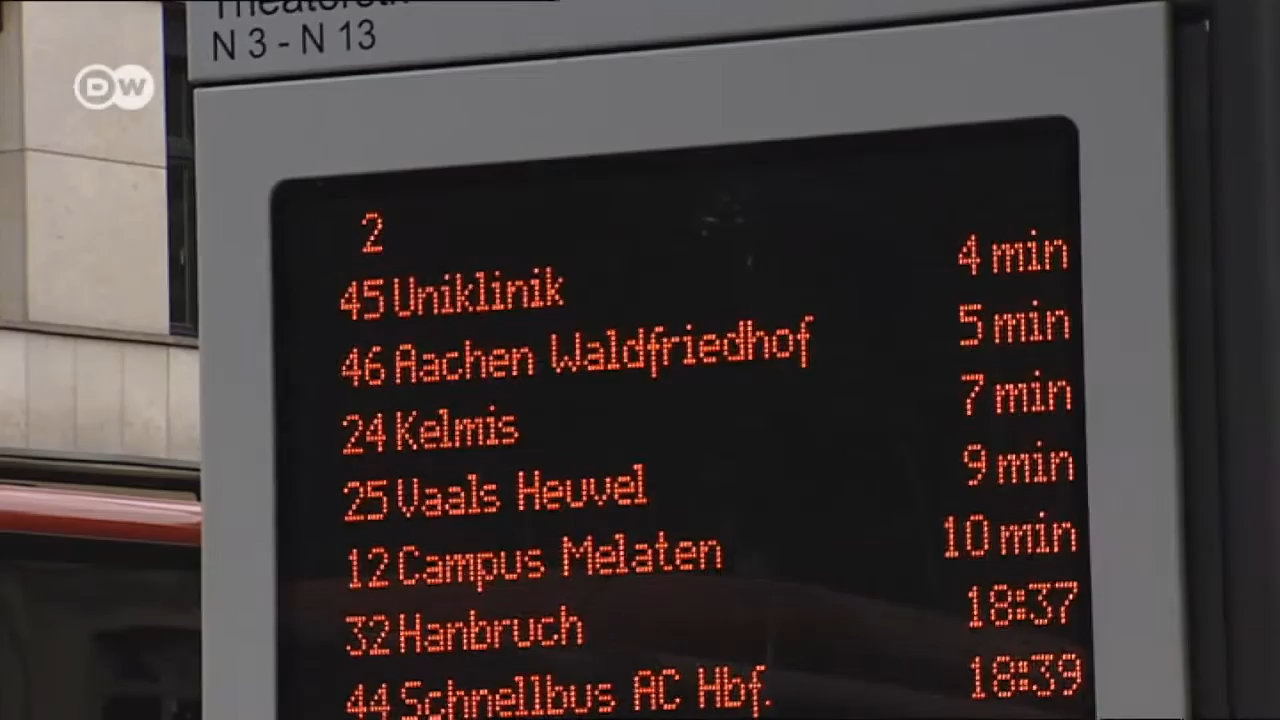 N 3 - N 13
DW
2
45 Uniklinik 4 min
46 Aachen Waldfriedhof 5 min
24 Kelmis 7 min
25 Vaals Heuvel 9 min
12 Campus Melaten 10 min
32 Hanbruch 18:37
44 Schnellbus AC Hbf. 18:39